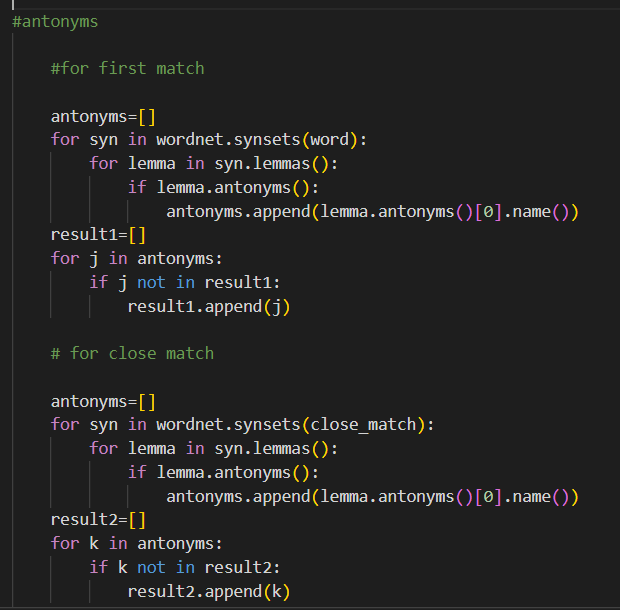 #antonyms
#for first match
antonyms=[]
for syn in wordnet.synsets(word):
for lemma in syn.lemmas():
if lemma.antonyms():
antonyms.append(lemma.antonyms()[0].name())
result1=[]
for j in antonyms:
if j not in result1:
result1.append(j)
# for close match
antonyms=[]
for syn in wordnet.synsets(close_match):
for lemma in syn.lemmas():
if lemma.antonyms():
antonyms.append(lemma.antonyms()[0].name())
result2=[]
for k in antonyms:
if k not in result2:
result2.append(k)